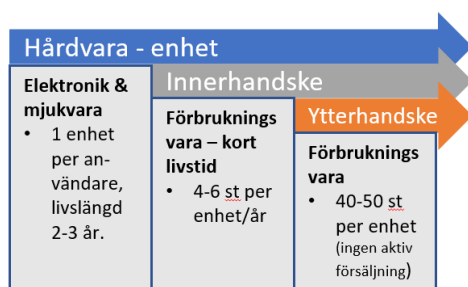 Hårdvara - enhet
Elektronik &
mjukvara
• 1 enhet
per an-
vändare,
livslängd
2-3 år.
Innerhandske
Förbruknings
vara – kort
livstid
• 4-6 st per
enhet/år
Ytterhandske
Förbruknings
vara
• 40-50 st
per enhet
(ingen aktiv
försäljning)